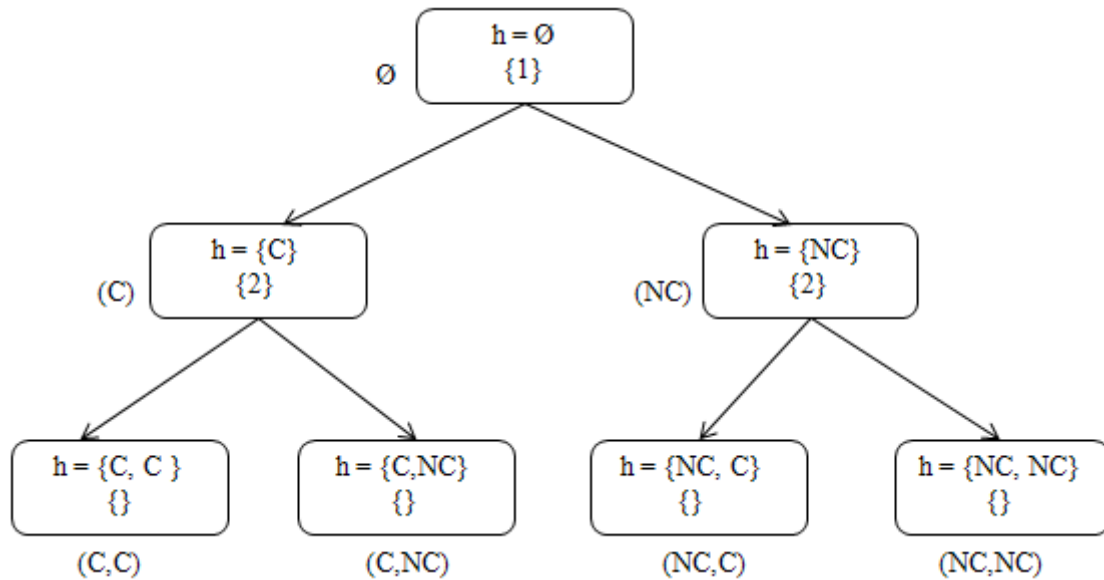 h = Ø
{1}
Ø
h = {C}
{2}
(C)
h = {NC}
{2}
(NC)
h = {C, C }
{}
(C,C)
h = {C,NC}
{}
(C,NC)
h = {NC, C}
{}
(NC,C)
h = {NC, NC}
{}
(NC,NC)